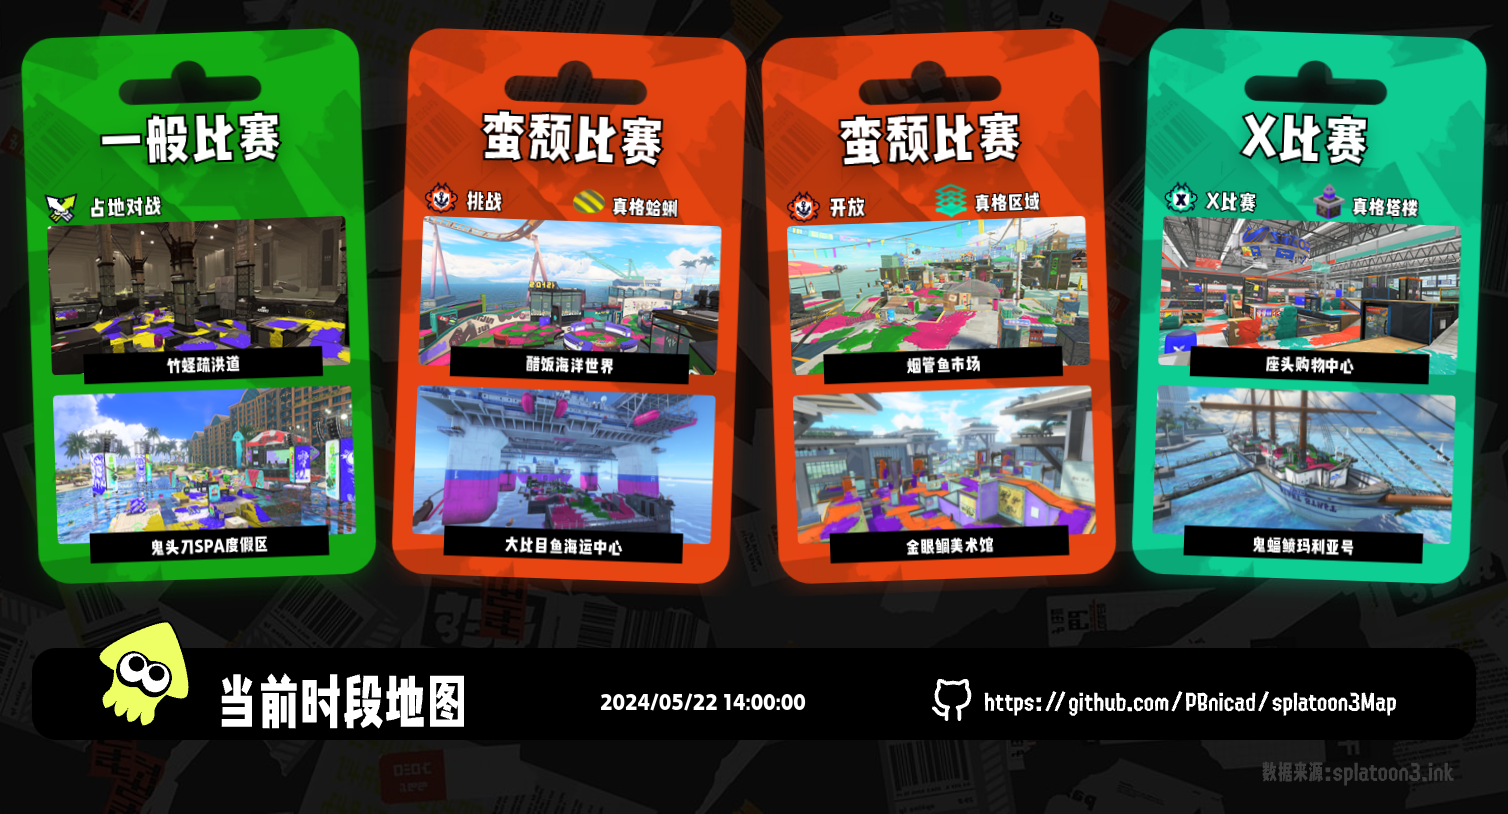 一般比赛
占地对战
竹蛏疏洪道
鬼头刀SPA度假区
蛮颓比赛
挑战
真格蛤蜊
醋饭海洋世界
大比目鱼海运中心
蛮颓比赛
开放
真格区域
烟管鱼市场
金眼鲷美术馆
X比赛
X比赛
真格塔楼
座头购物中心
鬼蝠鲼玛利亚号
当前时段地图
2024/05/22 14:00:00
https://github.com/PBnicad/splatoon3Map
数据来源:splatoon3.ink